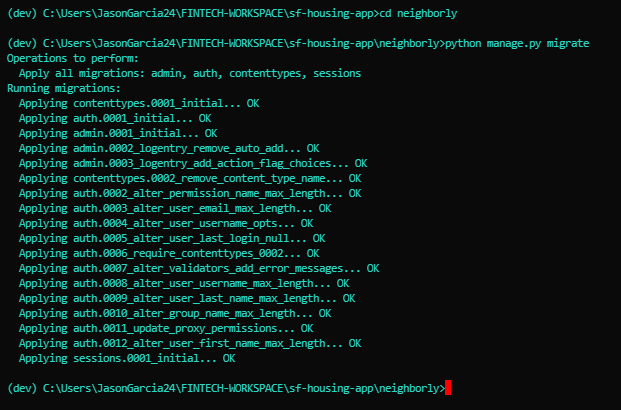 (dev) C:\Users\JasonGarcia24\FINTECH-WORKSPACE\sf-housing-app>cd neighborly
(dev) C:\Users\JasonGarcia24\FINTECH-WORKSPACE\sf-housing-app\neighborly>python manage.py migrate
Operations to perform:
  Apply all migrations: admin, auth, contenttypes, sessions
Running migrations:
  Applying contenttypes.0001_initial... OK
  Applying auth.0001_initial... OK
  Applying admin.0001_initial... OK
  Applying admin.0002_logentry_remove_auto_add... OK
  Applying admin.0003_logentry_add_action_flag_choices... OK
  Applying contenttypes.0002_remove_content_type_name... OK
  Applying auth.0002_alter_permission_name_max_length... OK
  Applying auth.0003_alter_user_email_max_length... OK
  Applying auth.0004_alter_user_username_opts... OK
  Applying auth.0005_alter_user_last_login_null... OK
  Applying auth.0006_require_contenttypes_0002... OK
  Applying auth.0007_alter_validators_add_error_messages... OK
  Applying auth.0008_alter_user_username_max_length... OK
  Applying auth.0009_alter_user_last_name_max_length... OK
  Applying auth.0010_alter_group_name_max_length... OK
  Applying auth.0011_update_proxy_permissions... OK
  Applying auth.0012_alter_user_first_name_max_length... OK
  Applying sessions.0001_initial... OK
(dev) C:\Users\JasonGarcia24\FINTECH-WORKSPACE\sf-housing-app\neighborly>